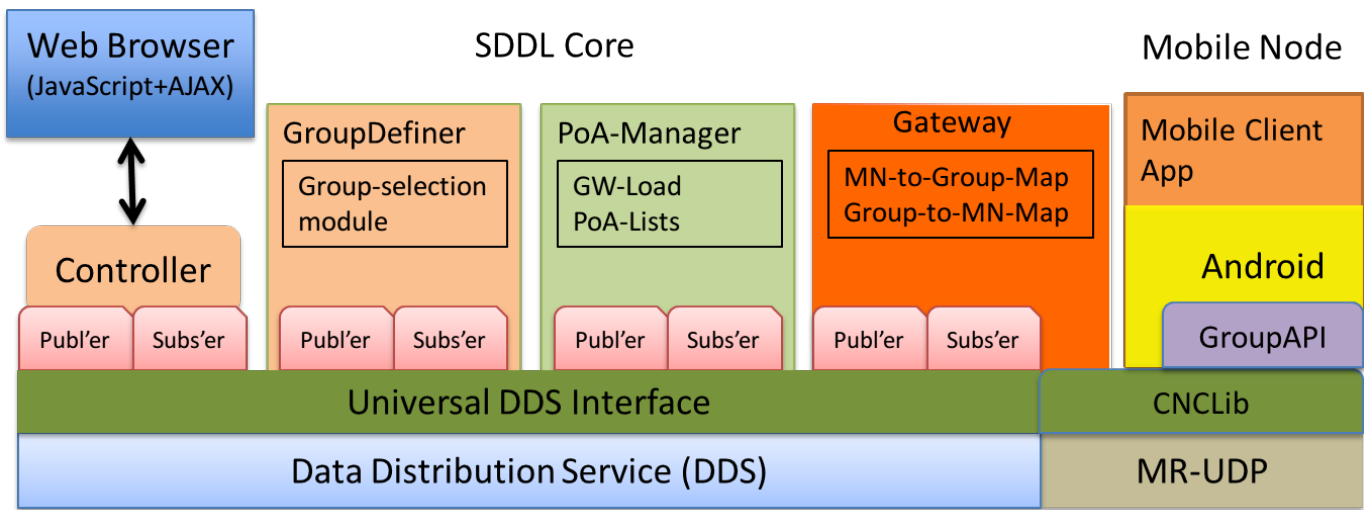 Web Browser
(JavaScript+AJAX)
SDDL Core
Mobile Node
Controller
GroupDefiner
Group-selection
module
PoA-Manager
GW-Load
PoA-Lists
Gateway
MN-to-Group-Map
Group-to-MN-Map
Mobile Client
App
Android
GroupAPI
Publ'er
Subs'er
Publ'er
Subs'er
Publ'er
Subs'er
Publ'er
Subs'er
Universal DDS Interface
CNCLib
Data Distribution Service (DDS)
MR-UDP